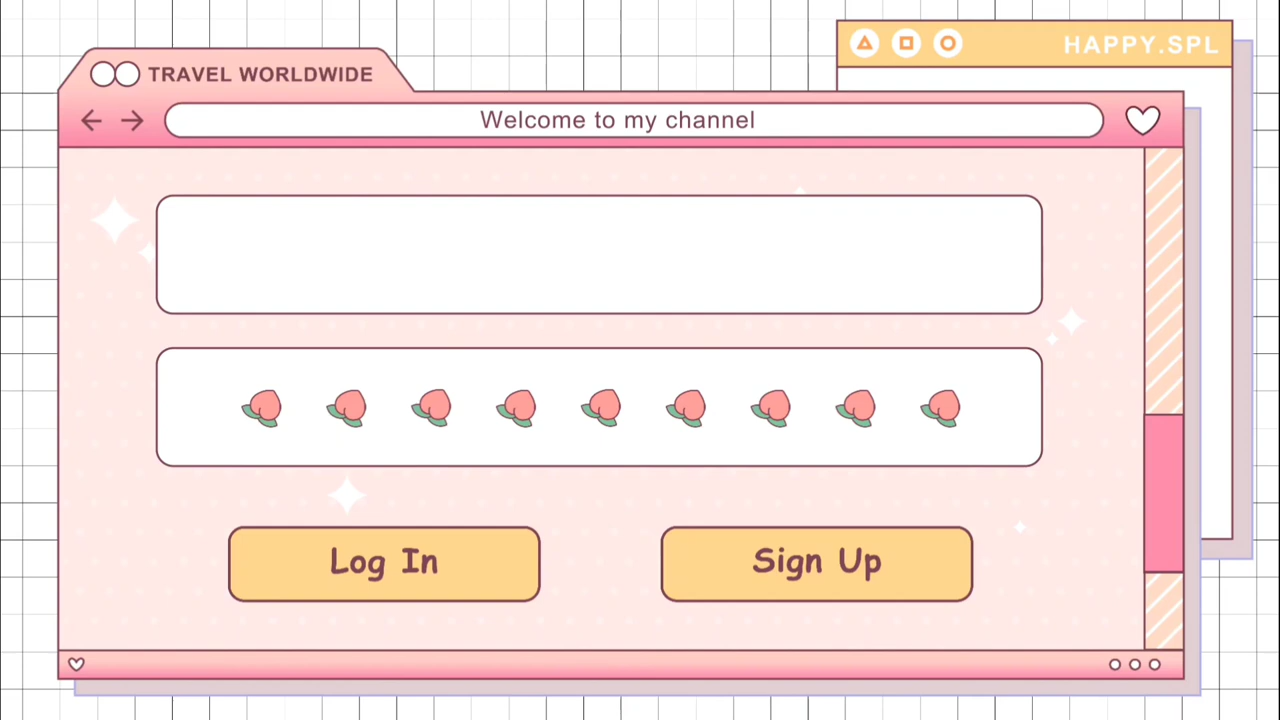 HAPPY.SPL
TRAVEL WORLDWIDE
Welcome to my channel
Log In
Sign Up